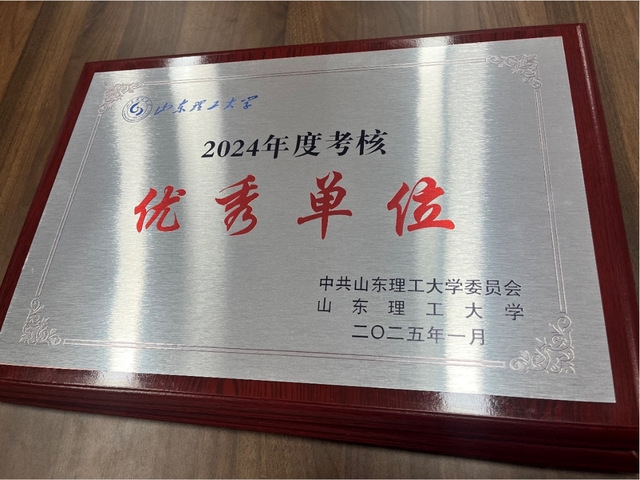 山东理工大学
2024年度考核
优秀单位
中共山东理工大学委员会
山东理工大学
二〇二五年一月